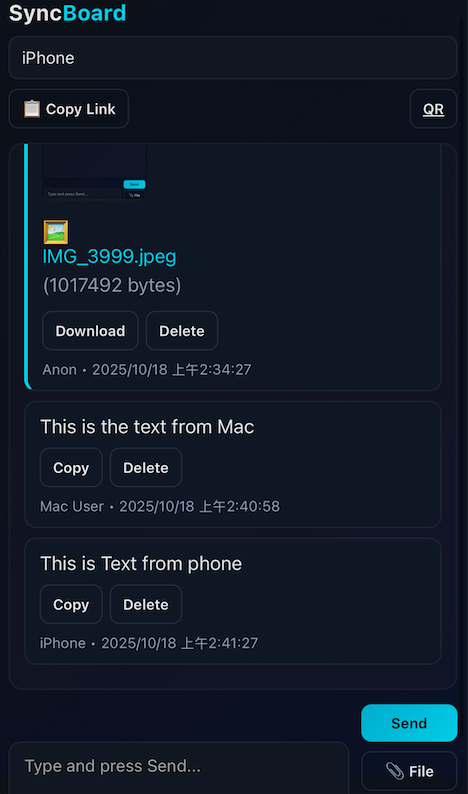 SyncBoard
iPhone
📋 Copy Link
QR
Send
Type and press Send...
📎 File
🖼️
IMG_3999.jpeg
(1017492 bytes)
Download Delete
Anon • 2025/10/18 上午2:34:27
This is the text from Mac
Copy Delete
Mac User • 2025/10/18 上午2:40:58
This is Text from phone
Copy Delete
iPhone • 2025/10/18 上午2:41:27
Send
Type and press Send...
📎 File